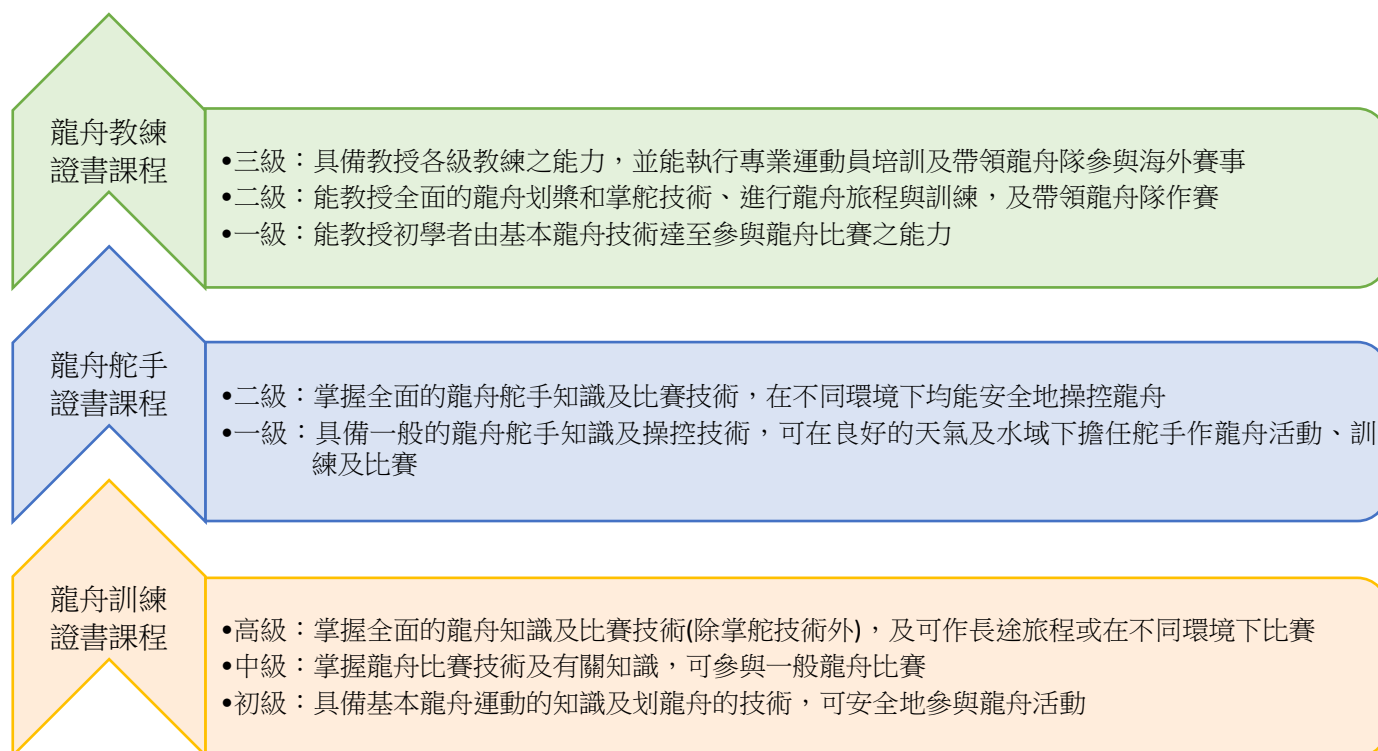 龍舟教練
證書課程
•三級：具備教授各級教練之能力，並能執行專業運動員培訓及帶領龍舟隊參與海外賽事
•二級：能教授全面的龍舟划槳和掌舵技術、進行龍舟旅程與訓練，及帶領龍舟隊作賽
•一級：能教授初學者由基本龍舟技術達至參與龍舟比賽之能力
龍舟舵手
證書課程
•二級：掌握全面的龍舟舵手知識及比賽技術，在不同環境下均能安全地操控龍舟
•一級：具備一般的龍舟舵手知識及操控技術，可在良好的天氣及水域下擔任舵手作龍舟活動、訓
練及比賽
龍舟訓練
證書課程
•高級：掌握全面的龍舟知識及比賽技術(除掌舵技術外)，及可作長途旅程或在不同環境下比賽
•中級：掌握龍舟比賽技術及有關知識，可參與一般龍舟比賽
•初級：具備基本龍舟運動的知識及划龍舟的技術，可安全地參與龍舟活動